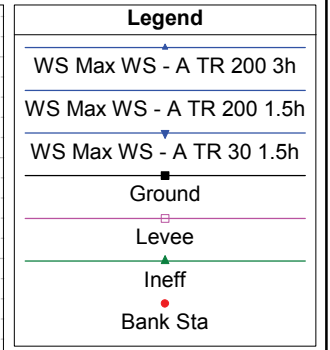 Legend
WS Max WS - A TR 200 3h
WS Max WS - A TR 200 1.5h
WS Max WS - A TR 30 1.5h
Ground
Levee
Ineff
Bank Sta